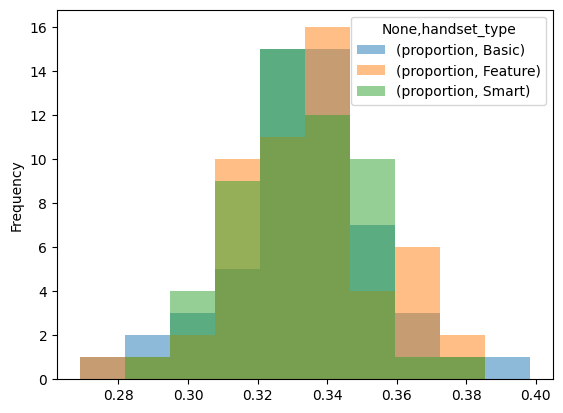 None,handset_type
(proportion, Basic)
(proportion, Feature)
(proportion, Smart)
Frequency
16
14
12
10
8
6
4
2
0
0.28 0.30 0.32 0.34 0.36 0.38 0.40